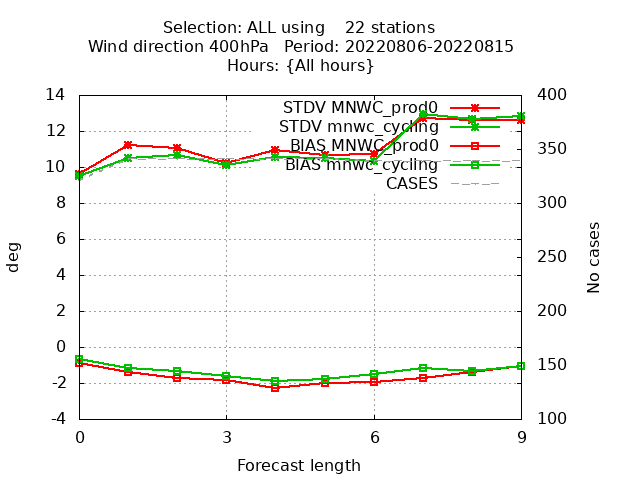 Selection: ALL using    22 stations
Wind direction 400hPa   Period: 20220806-20220815
Hours: {All hours}
14
12
10
8
6
4
2
0
-2
-4
400
350
300
250
200
150
100
STDV MNWC_prod0
STDV mnwc_cycling
BIAS MNWC_prod0
BIAS mnwc_cycling
CASES
deg
No cases
0
3
6
9
Forecast length